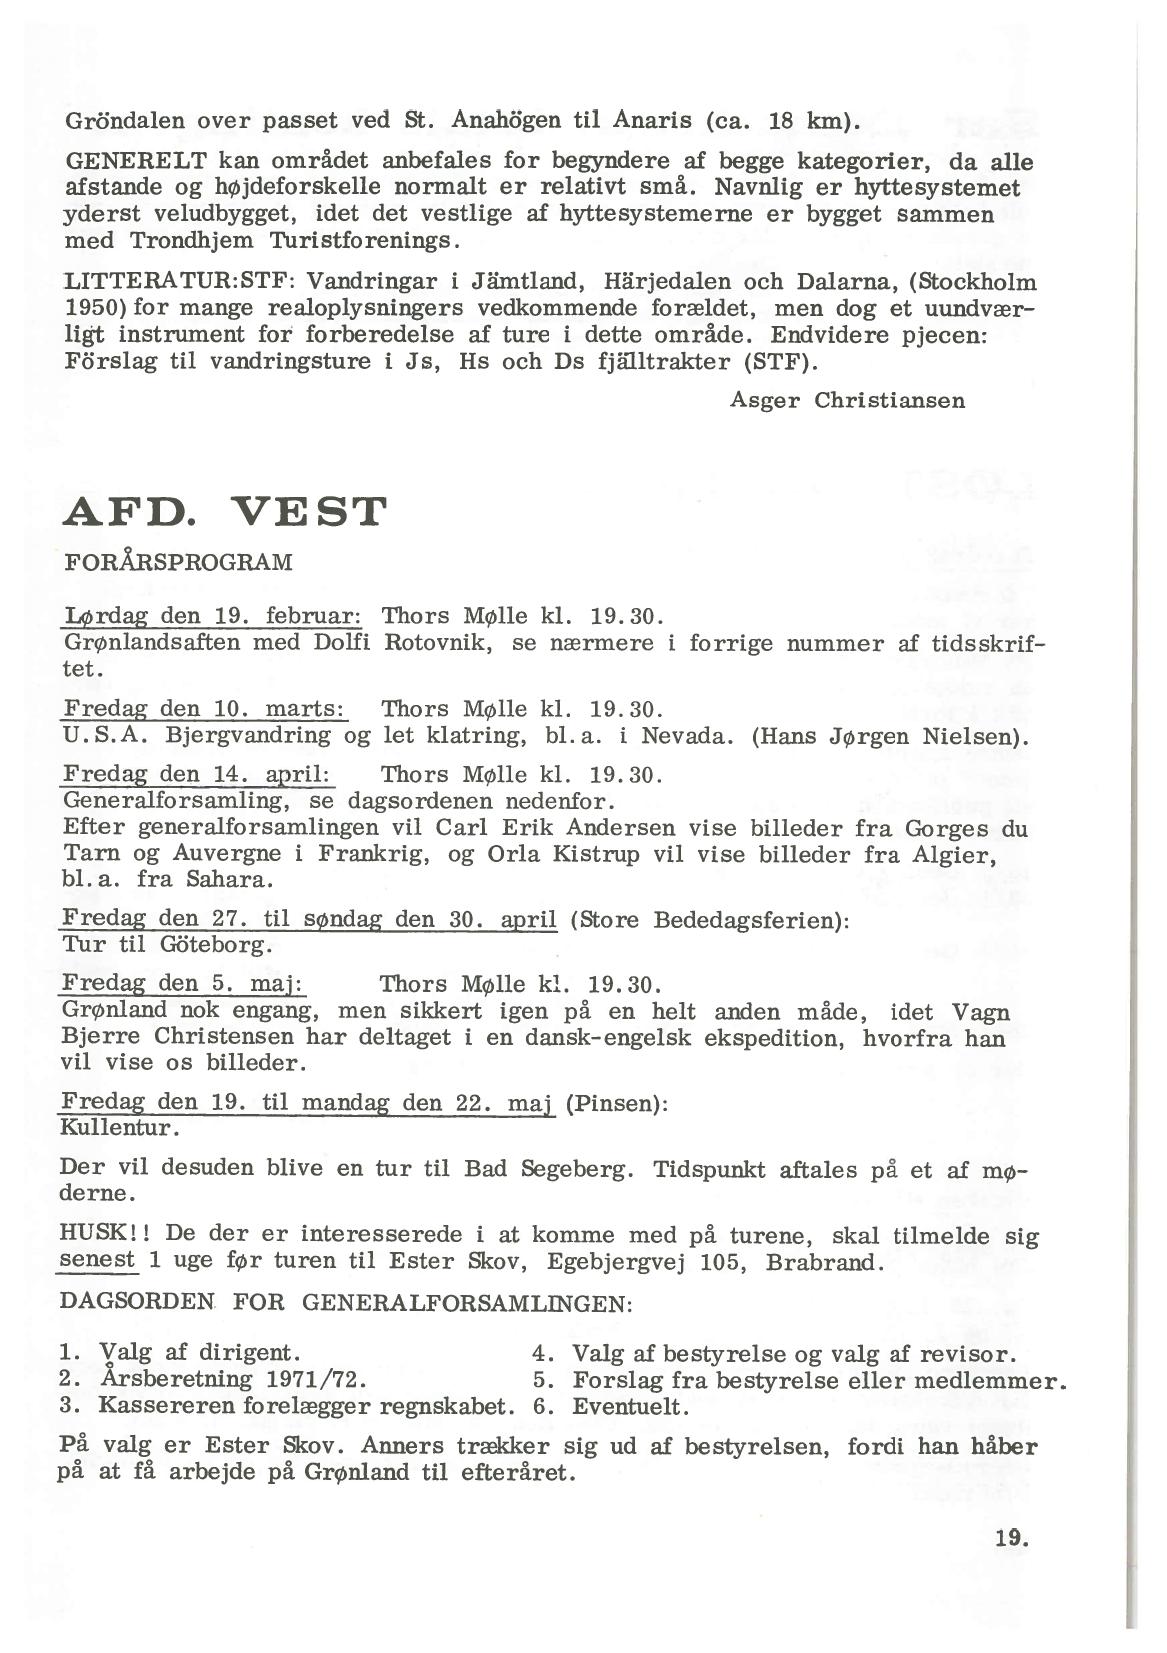 Gröndalen over passet ved St. Anahögen til Anaris (ca. 18 km).
GENERELT kan området anbefales for begyndere af begge kategorier, da alle
afstande og højdeforskelle normalt er relativt små. Navnlig er hyttesystemet
yderst veludbygget, idet det vestlige af hyttesystemerne er bygget sammen
med Trondhjem Turistforenings.
LITTERATUR:STF: Vandringar i Jämtland, Härjedalen och Dalarna, (Stockholm
1950) for mange realoplysningers vedkommende forældet, men dog et uundvær-
ligt instrument for forberedelse af ture i dette område. Endvidere pjecen:
Förslag til vandringsture i Js, Hs och Ds fjälltrakter (STF).
Asger Christiansen
AFD. VEST
FORÅRSPROGRAM
Lørdag den 19. februar: Thors Mølle kl. 19.30.
Grønlandsaften med Dolfi Rotovnik, se nærmere i forrige nummer af tidsskrif-
tet.
Fredag den 10. marts: Thors Mølle kl. 19.30.
U.S.A. Bjergvandring og let klatring, bl.a. i Nevada. (Hans Jørgen Nielsen).
Fredag den 14. april: Thors Mølle kl. 19.30.
Generalforsamling, se dagsordenen nedenfor.
Efter generalforsamlingen vil Carl Erik Andersen vise billeder fra Gorges du
Tarn og Auvergne i Frankrig, og Orla Kistrup vil vise billeder fra Algier,
bl.a. fra Sahara.
Fredag den 27. til søndag den 30. april (Store Bededagsferien):
Tur til Göteborg.
Fredag den 5. maj: Thors Mølle kl. 19.30.
Grønland nok engang, men sikkert igen på en helt anden måde, idet Vagn
Bjerre Christensen har deltaget i en dansk-engelsk ekspedition, hvorfra han
vil vise os billeder.
Fredag den 19. til mandag den 22. maj (Pinsen):
Kullentur.
Der vil desuden blive en tur til Bad Segeberg. Tidspunkt aftales på et af mø-
derne.
HUSK!! De der er interesserede i at komme med på turene, skal tilmelde sig
senest 1 uge før turen til Ester Skov, Egebjergvej 105, Brabrand.
DAGSORDEN FOR GENERALFORSAMLINGEN:
1. Valg af dirigent.
2. Årsberetning 1971/72.
3. Kassereren forelægger regnskabet.
4. Valg af bestyrelse og valg af revisor.
5. Forslag fra bestyrelse eller medlemmer.
6. Eventuelt.
På valg er Ester Skov. Anners trækker sig ud af bestyrelsen, fordi han håber
på at få arbejde på Grønland til efteråret.
19.